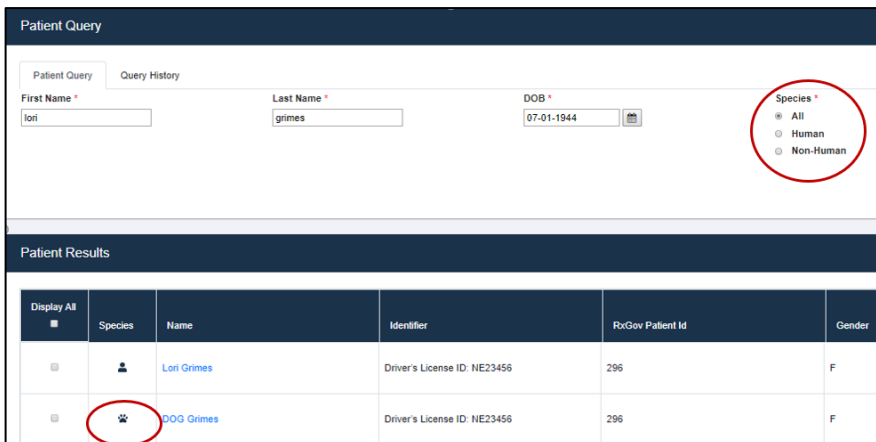 Patient Query
Patient Query Query History
First Name * Last Name * DOB * Species *
lori grimes 07-01-1944 All
Human
Non-Human
Patient Results
Display All Species Name Identifier RxGov Patient Id Gender
Lori Grimes Driver's License ID: NE23456 296 F
DOG Grimes Driver's License ID: NE23456 296 F